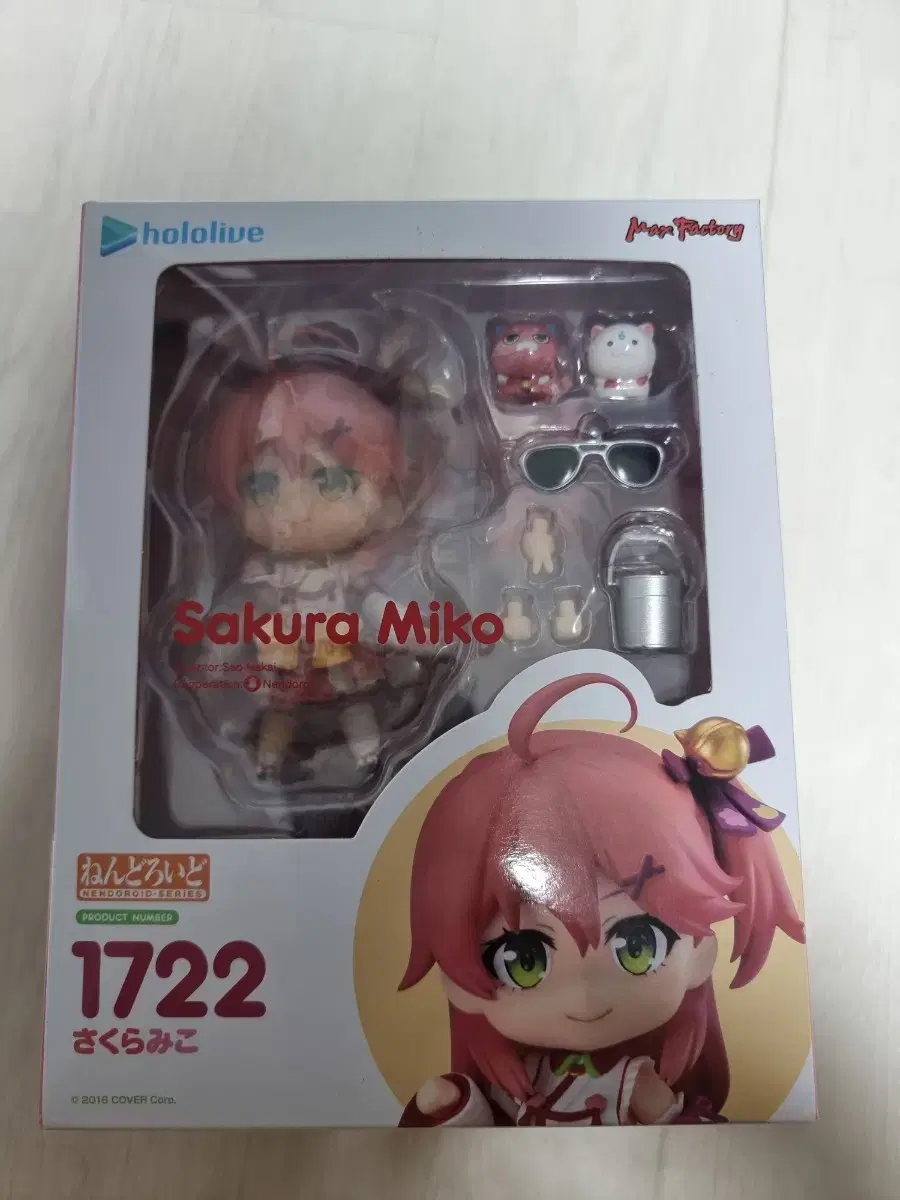 hololive
Max Factory
Sakura Miko
Nendoro
ねんどろいど
NENDOROID·SERIES
PRODUCT NUMBER
1722
さくらみこ
© 2016 COVER Corp.